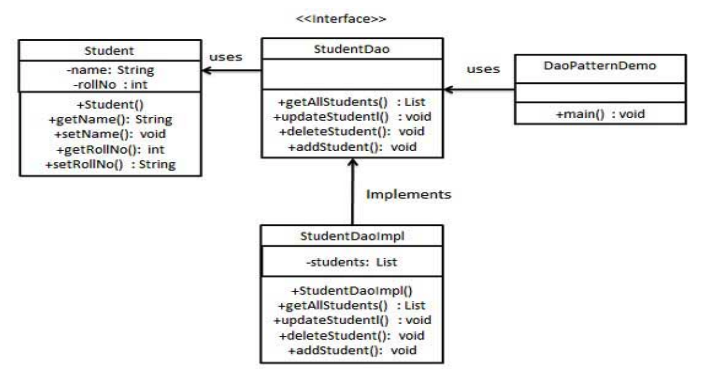 <<Interface>>
Student
-name: String
-rollNo : int
+Student()
+getName(): String
+setName(): void
+getRollNo(): int
+setRollNo() : String
uses
StudentDao
+getAllStudents() : List
+updateStudentl() : void
+deleteStudent(): void
+addStudent(): void
uses
DaoPatternDemo
+main() : void
Implements
StudentDaoImpl
-students: List
+StudentDaoImpl()
+getAllStudents() : List
+updateStudentl() : void
+deleteStudent(): void
+addStudent(): void